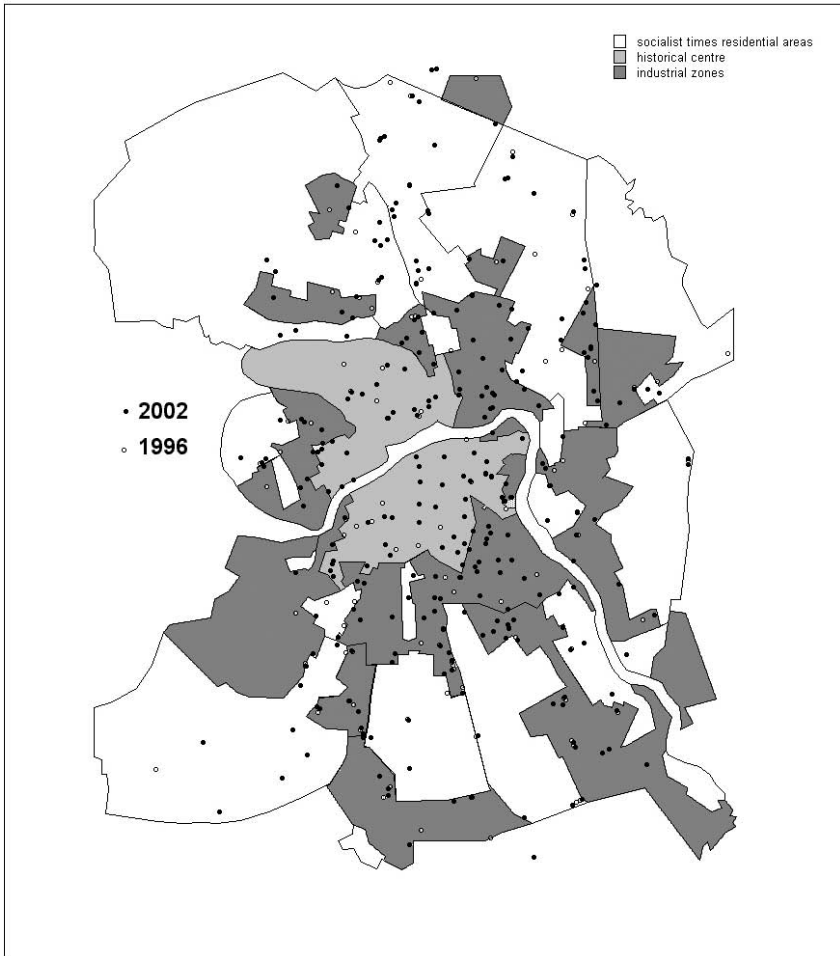 socialist times residential areas
historical centre
industrial zones
2002
1996